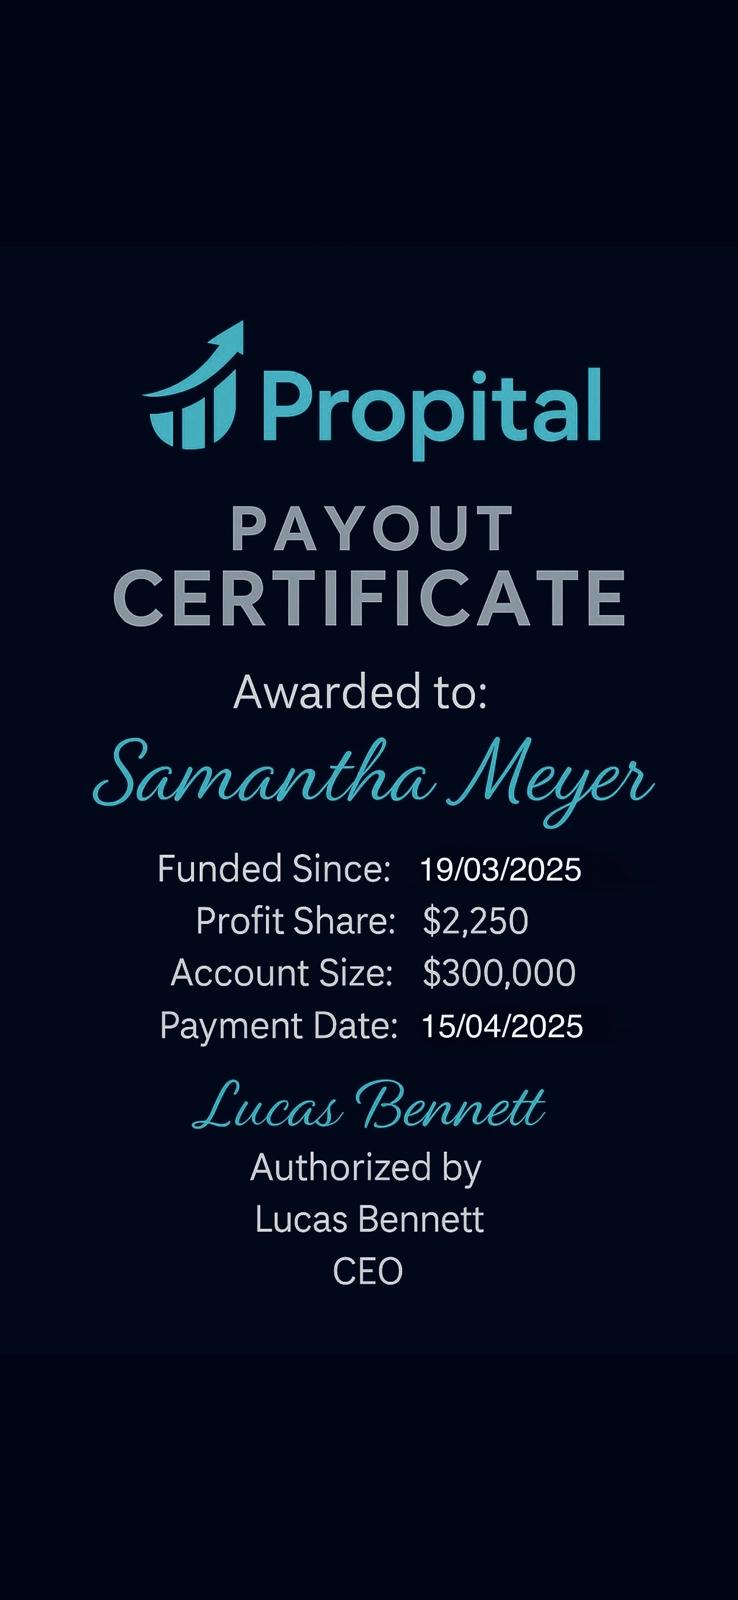 Propital
PAYOUT
CERTIFICATE
Awarded to:
Samantha Meyer
Funded Since: 19/03/2025
Profit Share: $2,250
Account Size: $300,000
Payment Date: 15/04/2025
Lucas Bennett
Authorized by
Lucas Bennett
CEO